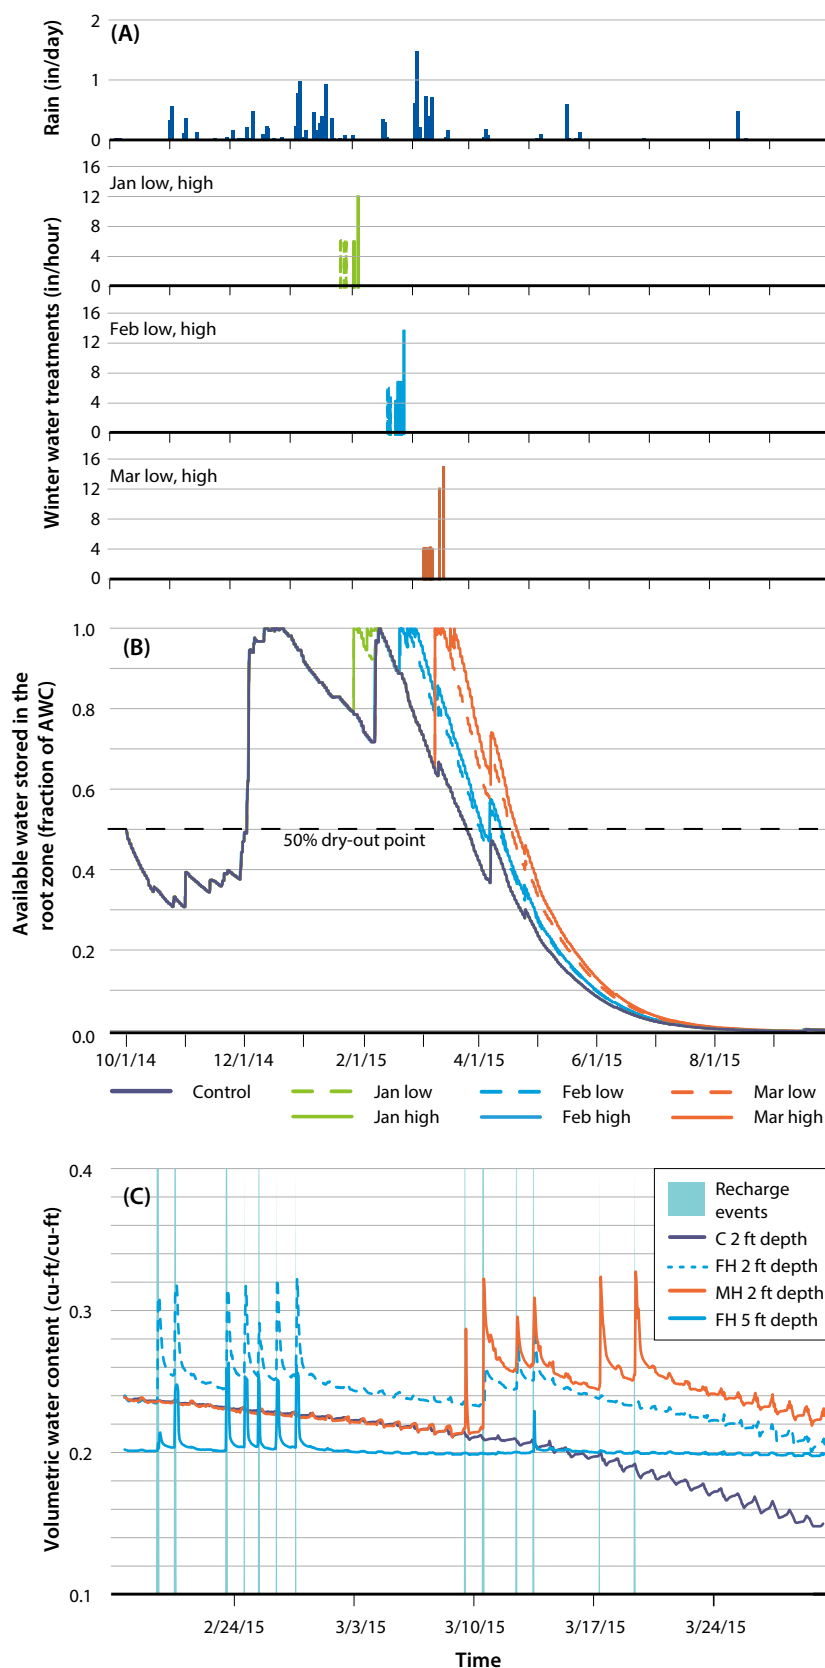 (A)
Rain (in/day)
2
1
0
Winter water treatments (in/hour)
Jan low, high
16
12
8
4
0
Feb low, high
16
12
8
4
0
Mar low, high
16
12
8
4
0
(B)
Available water stored in the
root zone (fraction of AWC)
1.0
0.8
0.6
0.4
0.2
0.0
50% dry-out point
10/1/14 12/1/14 2/1/15 4/1/15 6/1/15 8/1/15
Control Jan low Feb low Mar low
Jan high Feb high Mar high
(C)
Volumetric water content (cu-ft/cu-ft)
0.4
0.3
0.2
0.1
Recharge
events
C 2 ft depth
FH 2 ft depth
MH 2 ft depth
FH 5 ft depth
2/24/15 3/3/15 3/10/15 3/17/15 3/24/15
Time